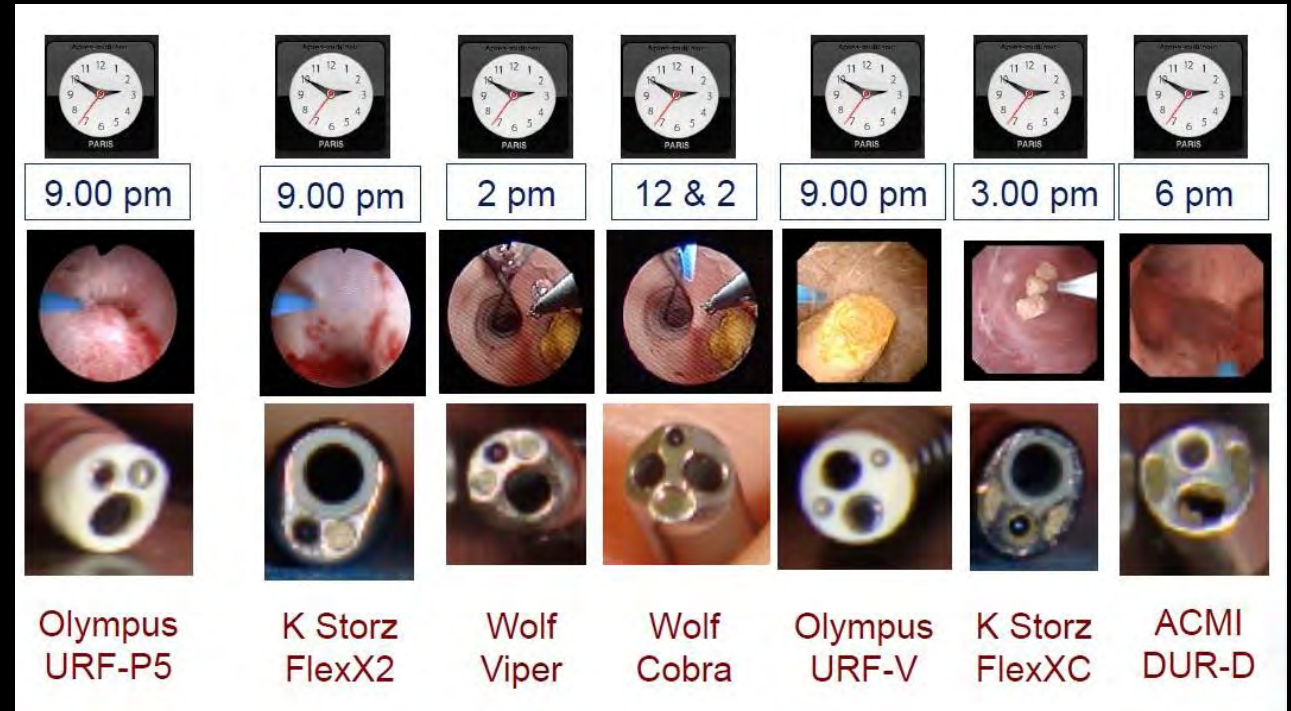 PARIS
PARIS
PARIS
PARIS
PARIS
PARIS
PARIS
9.00 pm
9.00 pm
2 pm
12 & 2
9.00 pm
3.00 pm
6 pm
Olympus
URF-P5
K Storz
FlexX2
Wolf
Viper
Wolf
Cobra
Olympus
URF-V
K Storz
FlexXC
ACMI
DUR-D